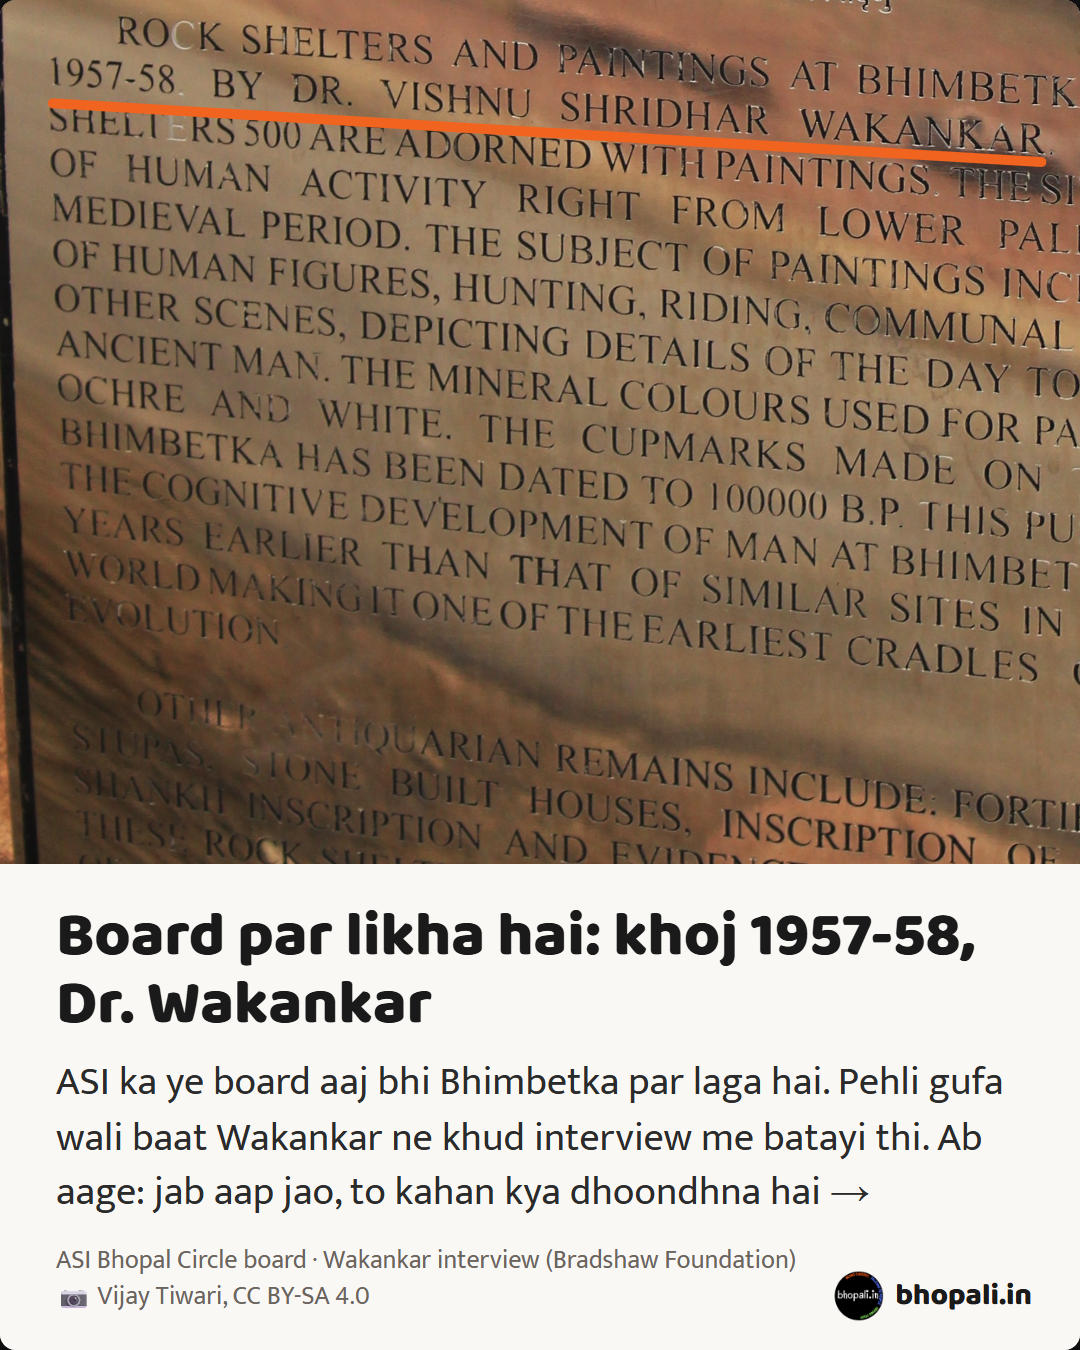 ROCK SHELTERS AND PAINTINGS AT BHIMBETK
1957-58. BY DR. VISHNU SHRIDHAR WAKANKAR.
SHELTERS 500 ARE ADORNED WITH PAINTINGS. THE SI
OF HUMAN ACTIVITY RIGHT FROM LOWER PAL
MEDIEVAL PERIOD. THE SUBJECT OF PAINTINGS INC
OF HUMAN FIGURES, HUNTING, RIDING, COMMUNAL
OTHER SCENES, DEPICTING DETAILS OF THE DAY TO
ANCIENT MAN. THE MINERAL COLOURS USED FOR PA
OCHRE AND WHITE. THE CUPMARKS MADE ON
BHIMBETKA HAS BEEN DATED TO 100000 B.P. THIS PU
THE COGNITIVE DEVELOPMENT OF MAN AT BHIMBET
YEARS EARLIER THAN THAT OF SIMILAR SITES IN
WORLD MAKING IT ONE OF THE EARLIEST CRADLES
EVOLUTION
OTHER ANTIQUARIAN REMAINS INCLUDE: FORTIF
STUPAS, STONE BUILT HOUSES, INSCRIPTION OF
SHANKH INSCRIPTION AND
THESE ROCK
Board par likha hai: khoj 1957-58,
Dr. Wakankar
ASI ka ye board aaj bhi Bhimbetka par laga hai. Pehli gufa
wali baat Wakankar ne khud interview me batayi thi. Ab
aage: jab aap jao, to kahan kya dhoondhna hai →
ASI Bhopal Circle board · Wakankar interview (Bradshaw Foundation)
Vijay Tiwari, CC BY-SA 4.0
bhopali.in
bhopali.in